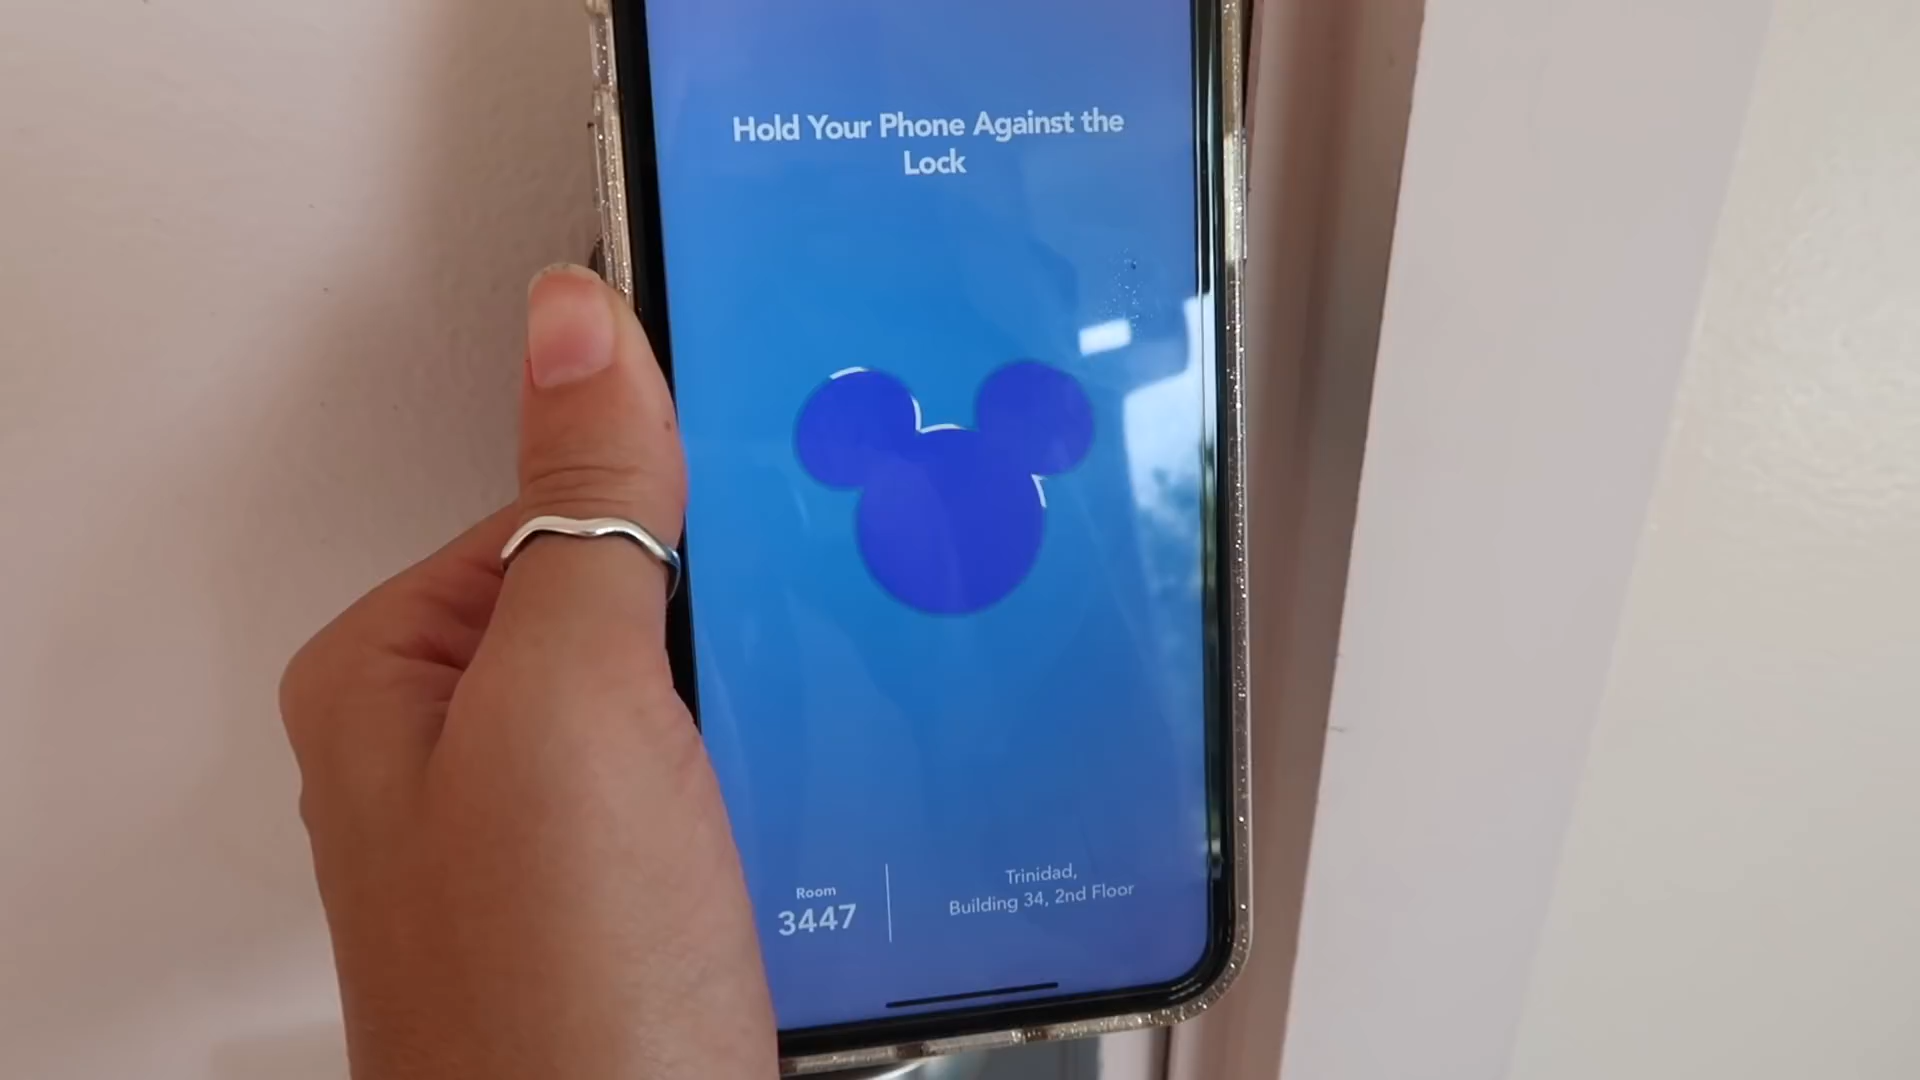 Hold Your Phone Against the
Lock
Room
3447
Trinidad,
Building 34, 2nd Floor